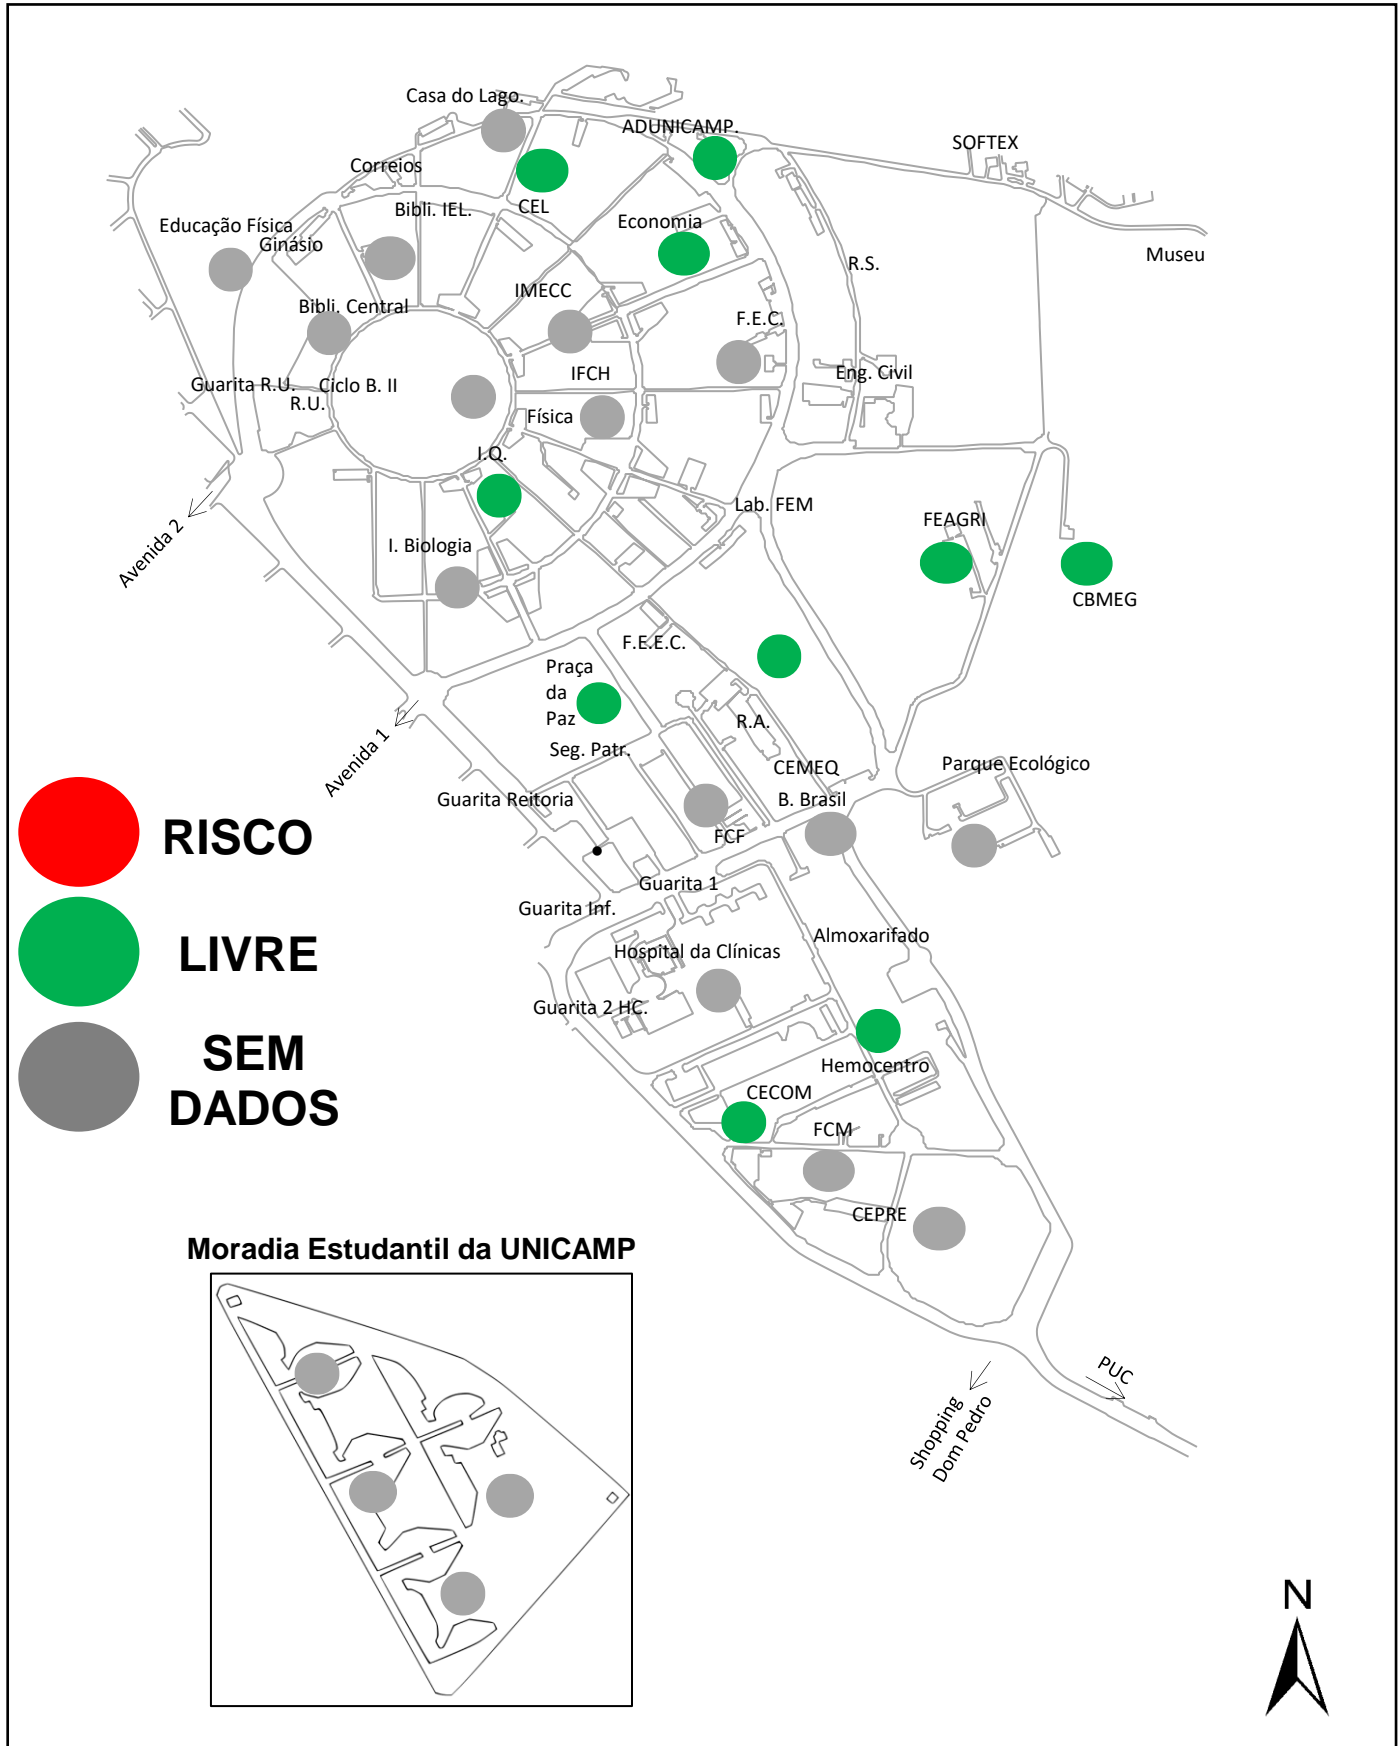 Casa do Lago.
ADUNICAMP.
SOFTEX
Correios
Bibli. IEL.
CEL
Educação Física
Ginásio
Economia
Museu
R.S.
IMECC
Bibli. Central
F.E.C.
Guarita R.U.
Ciclo B. II
IFCH
Eng. Civil
R.U.
Física
I.Q.
Lab. FEM
FEAGRI
Avenida 2
I. Biologia
CBMEG
F.E.E.C.
Praça
da
Paz
R.A.
Seg. Patr.
Avenida 1
CEMEQ
Parque Ecológico
Guarita Reitoria
B. Brasil
RISCO
FCF
Guarita 1
Guarita Inf.
LIVRE
Almoxarifado
Hospital da Clínicas
Guarita 2 HC.
SEM
DADOS
Hemocentro
CECOM
FCM
CEPRE
Moradia Estudantil da UNICAMP
PUC
Shopping
Dom Pedro
N